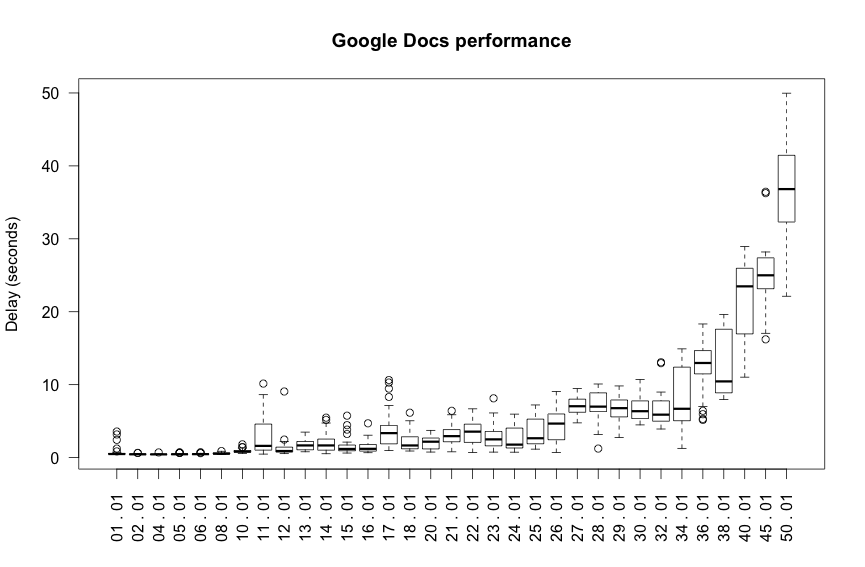 Google Docs performance
Delay (seconds)
50
40
30
20
10
0
01 . 01
02 . 01
04 . 01
05 . 01
06 . 01
08 . 01
10 . 01
11 . 01
12 . 01
13 . 01
14 . 01
15 . 01
16 . 01
17 . 01
18 . 01
20 . 01
21 . 01
22 . 01
23 . 01
24 . 01
25 . 01
26 . 01
27 . 01
28 . 01
29 . 01
30 . 01
32 . 01
34 . 01
36 . 01
38 . 01
40 . 01
45 . 01
50 . 01